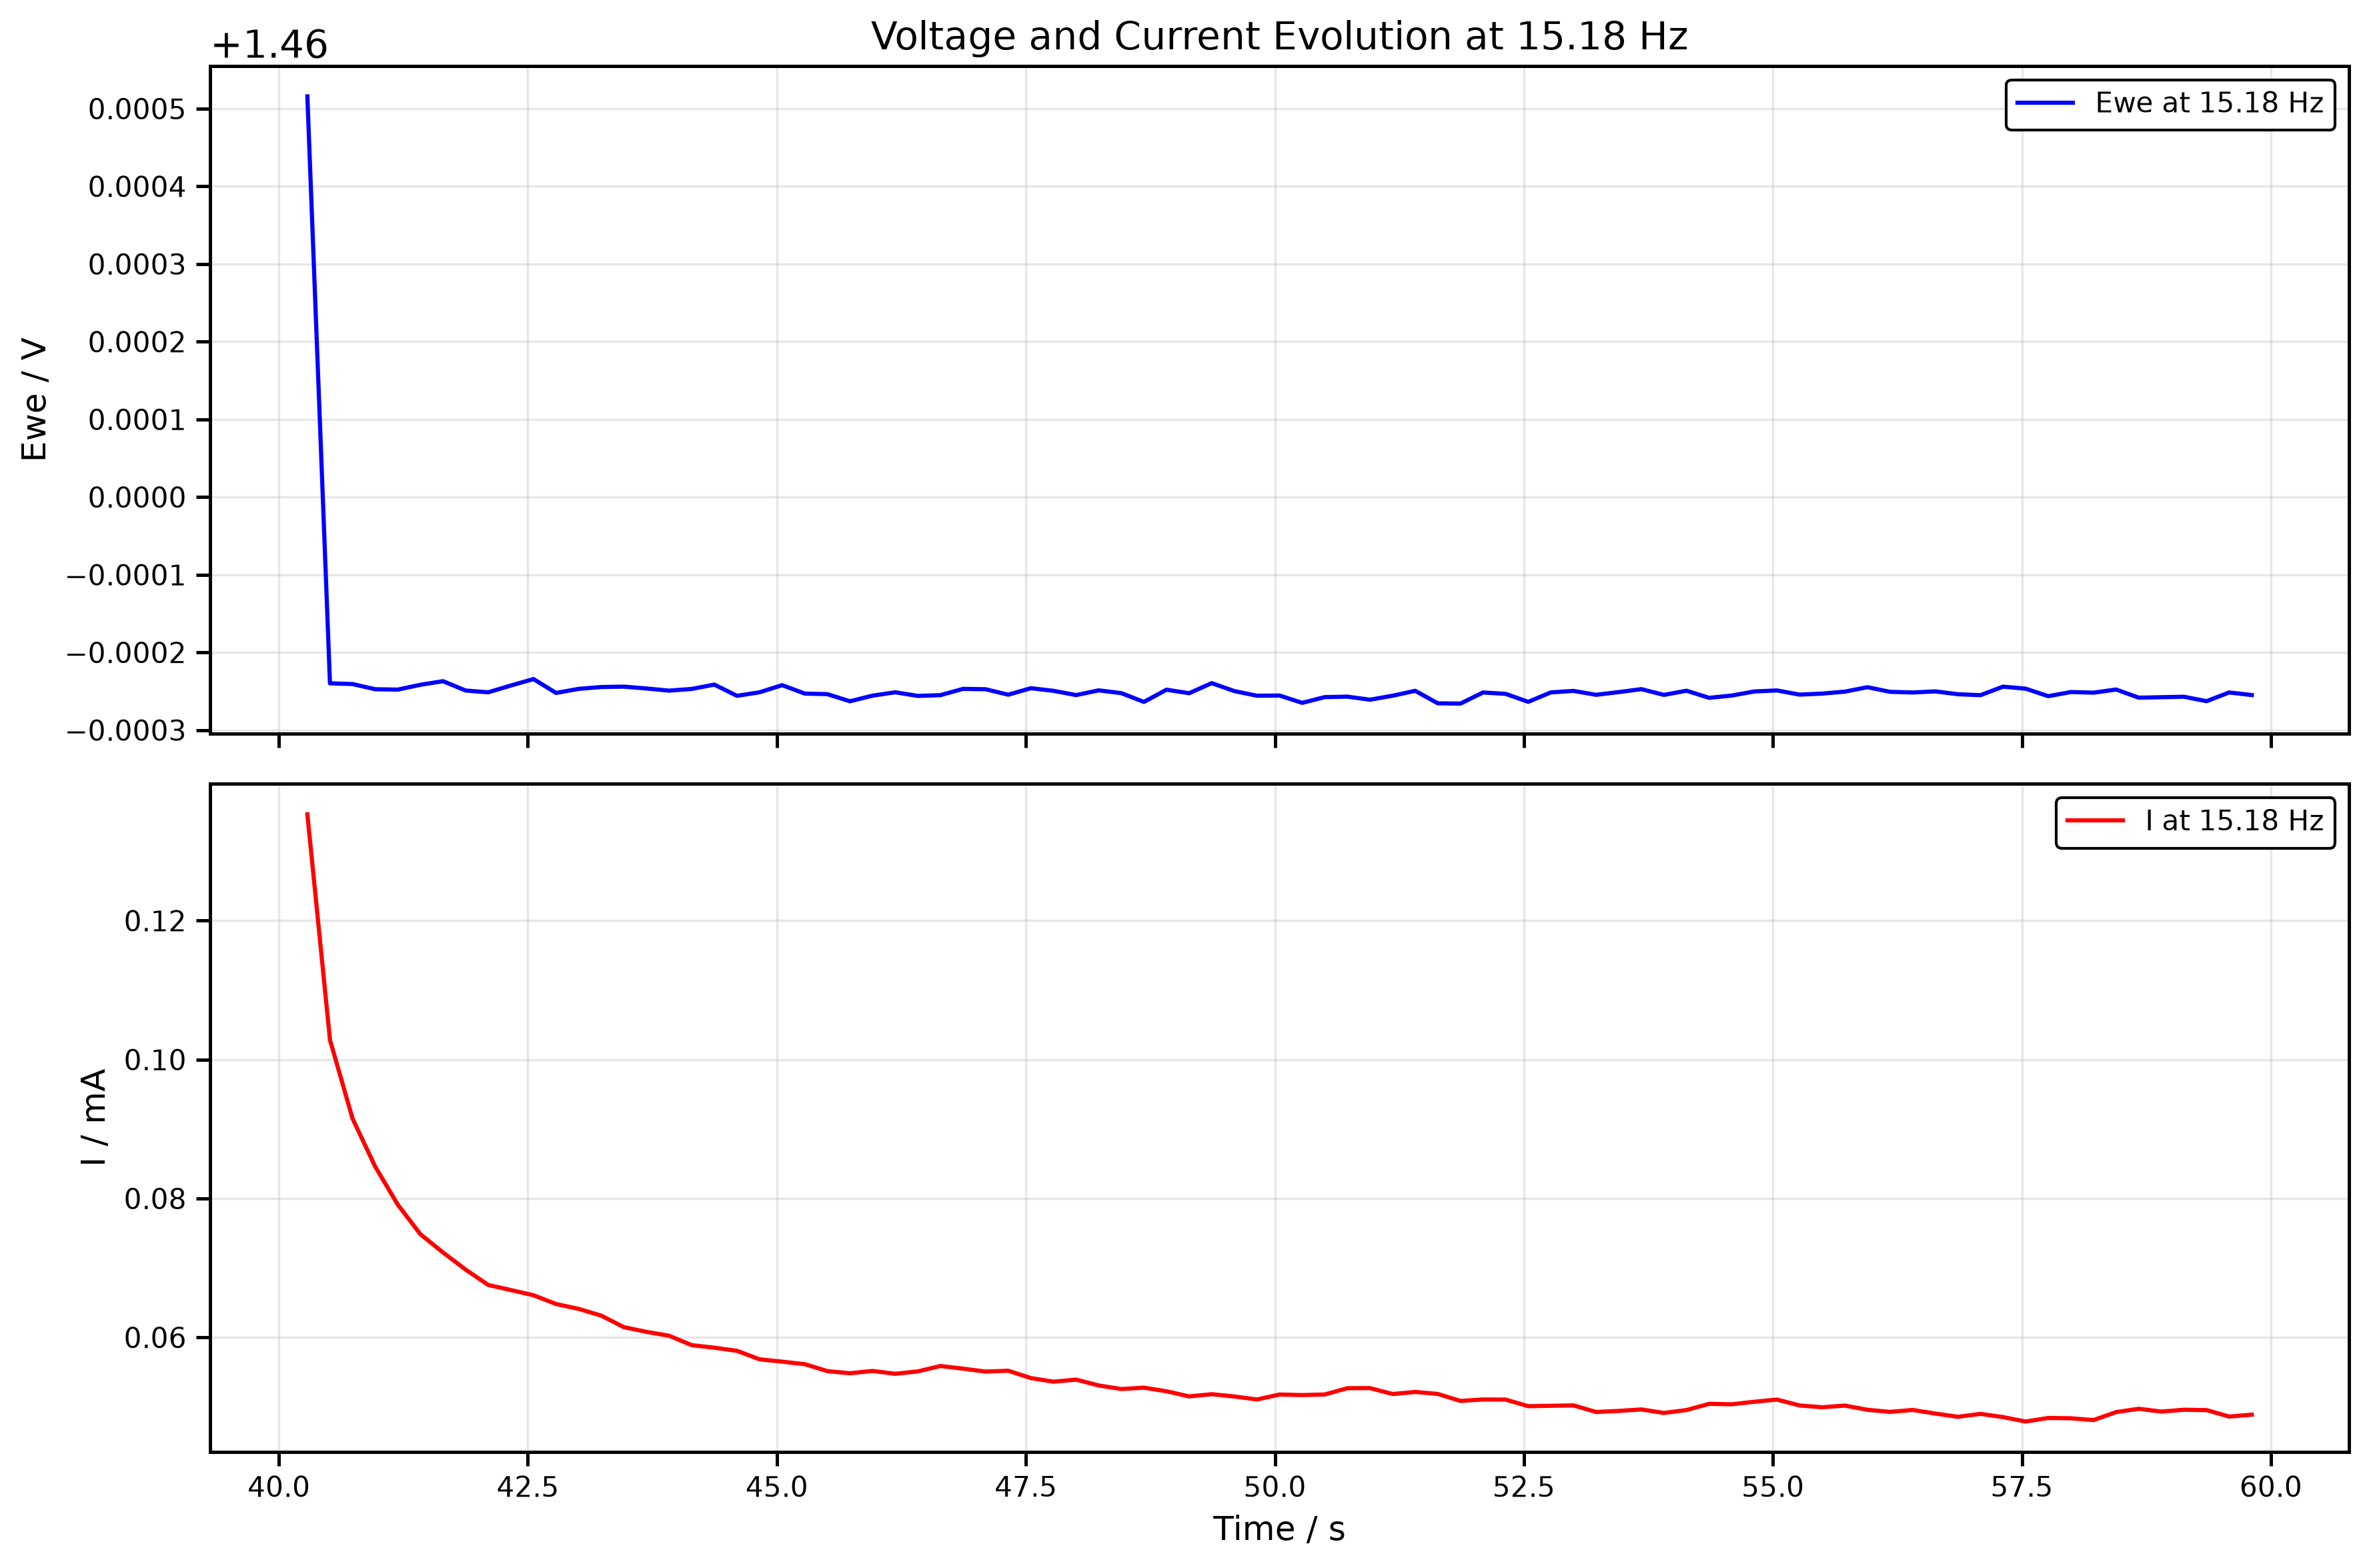 Voltage and Current Evolution at 15.18 Hz
+1.46
Ewe at 15.18 Hz
0.0005
0.0004
0.0003
0.0002
0.0001
0.0000
−0.0001
−0.0002
−0.0003
Ewe / V
I at 15.18 Hz
0.12
0.10
0.08
0.06
I / mA
40.0 42.5 45.0 47.5 50.0 52.5 55.0 57.5 60.0
Time / s